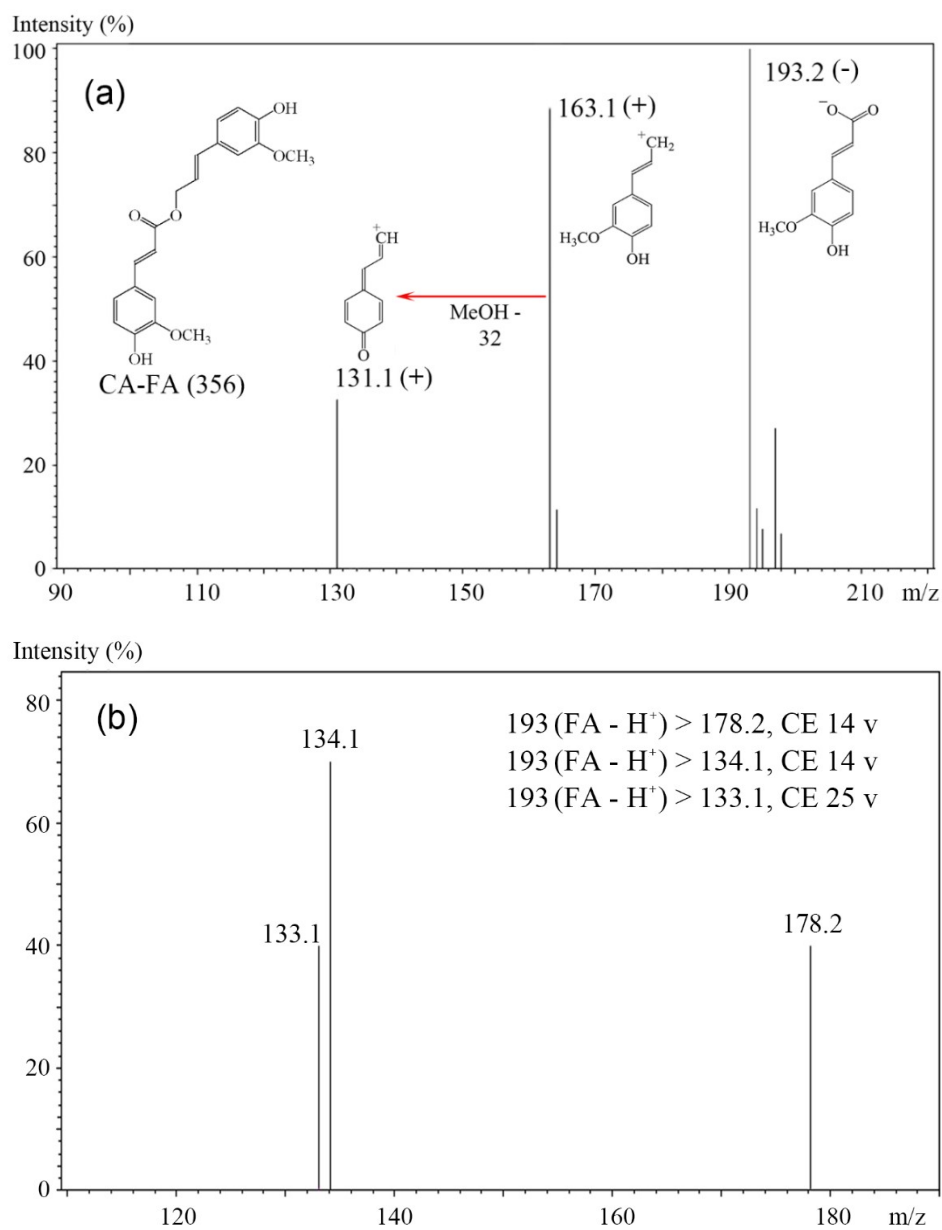 Intensity (%)
(a)
100
80
60
40
20
0
90
110
130
150
170
190
210
m/z
OH
OCH₃
O
O
OCH₃
OH
CA-FA (356)
+
CH
O
131.1 (+)
MeOH -
32
163.1 (+)
+
CH₂
H₃CO
OH
193.2 (-)
⁻O
O
H₃CO
OH
Intensity (%)
(b)
80
60
40
20
0
120
140
160
180
m/z
133.1
134.1
178.2
193 (FA - H⁺) > 178.2, CE 14 v
193 (FA - H⁺) > 134.1, CE 14 v
193 (FA - H⁺) > 133.1, CE 25 v